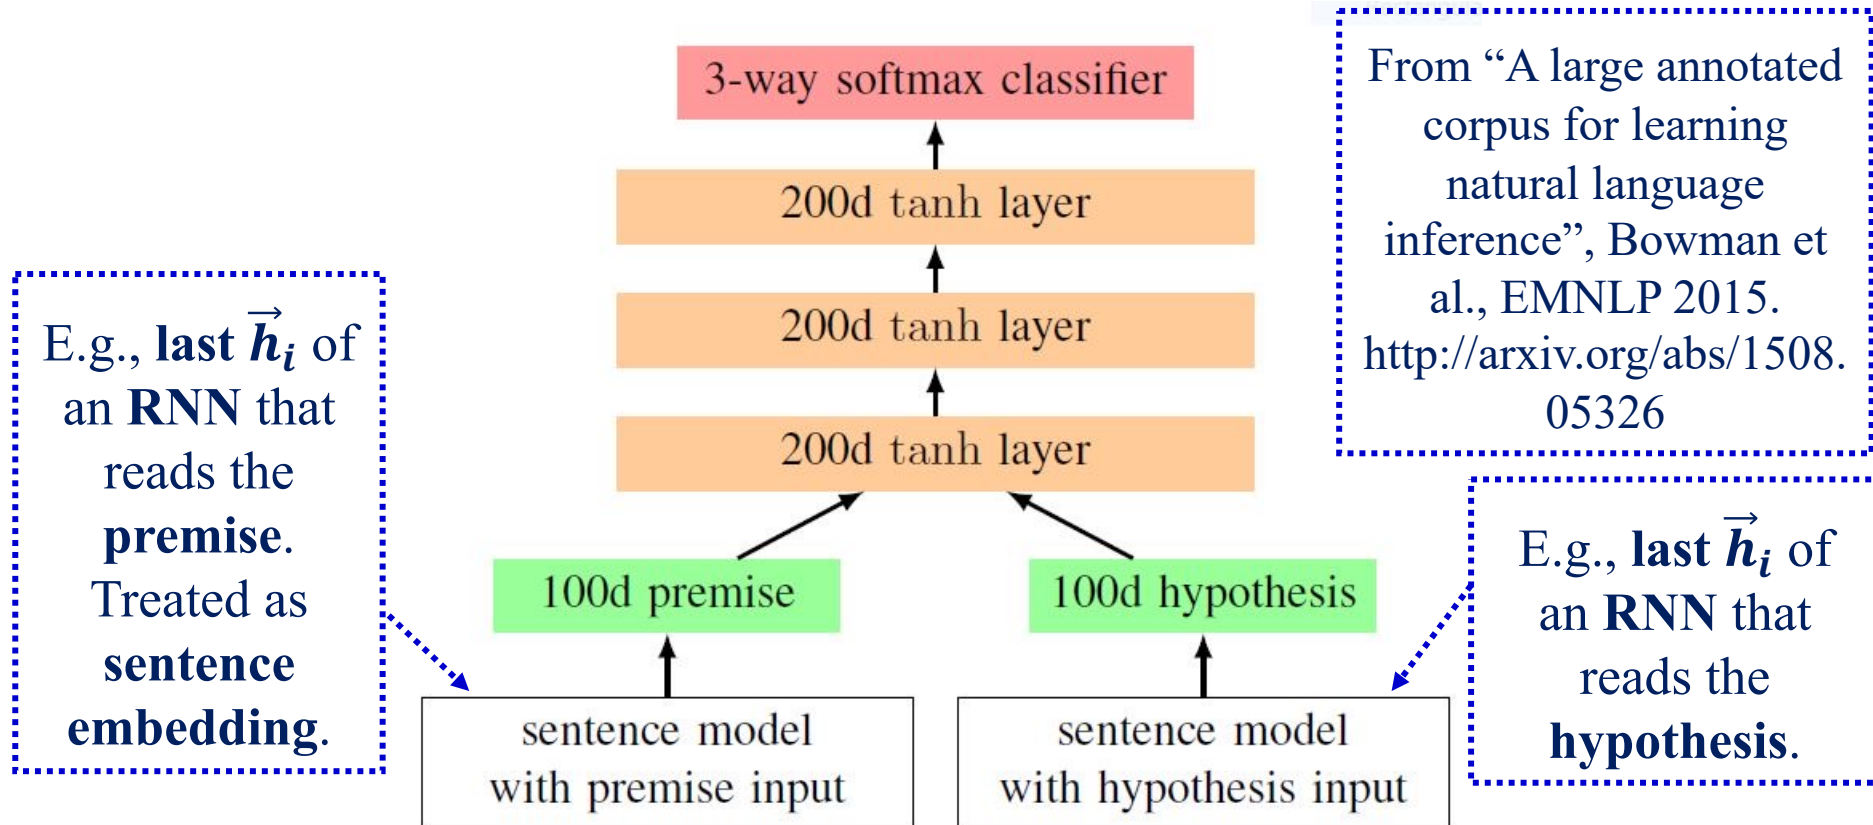 3-way softmax classifier
200d tanh layer
200d tanh layer
200d tanh layer
100d premise
100d hypothesis
sentence model
with premise input
sentence model
with hypothesis input
E.g., last h⃗ᵢ of
an RNN that
reads the
premise.
Treated as
sentence
embedding.
From “A large annotated
corpus for learning
natural language
inference”, Bowman et
al., EMNLP 2015.
http://arxiv.org/abs/1508.
05326
E.g., last h⃗ᵢ of
an RNN that
reads the
hypothesis.